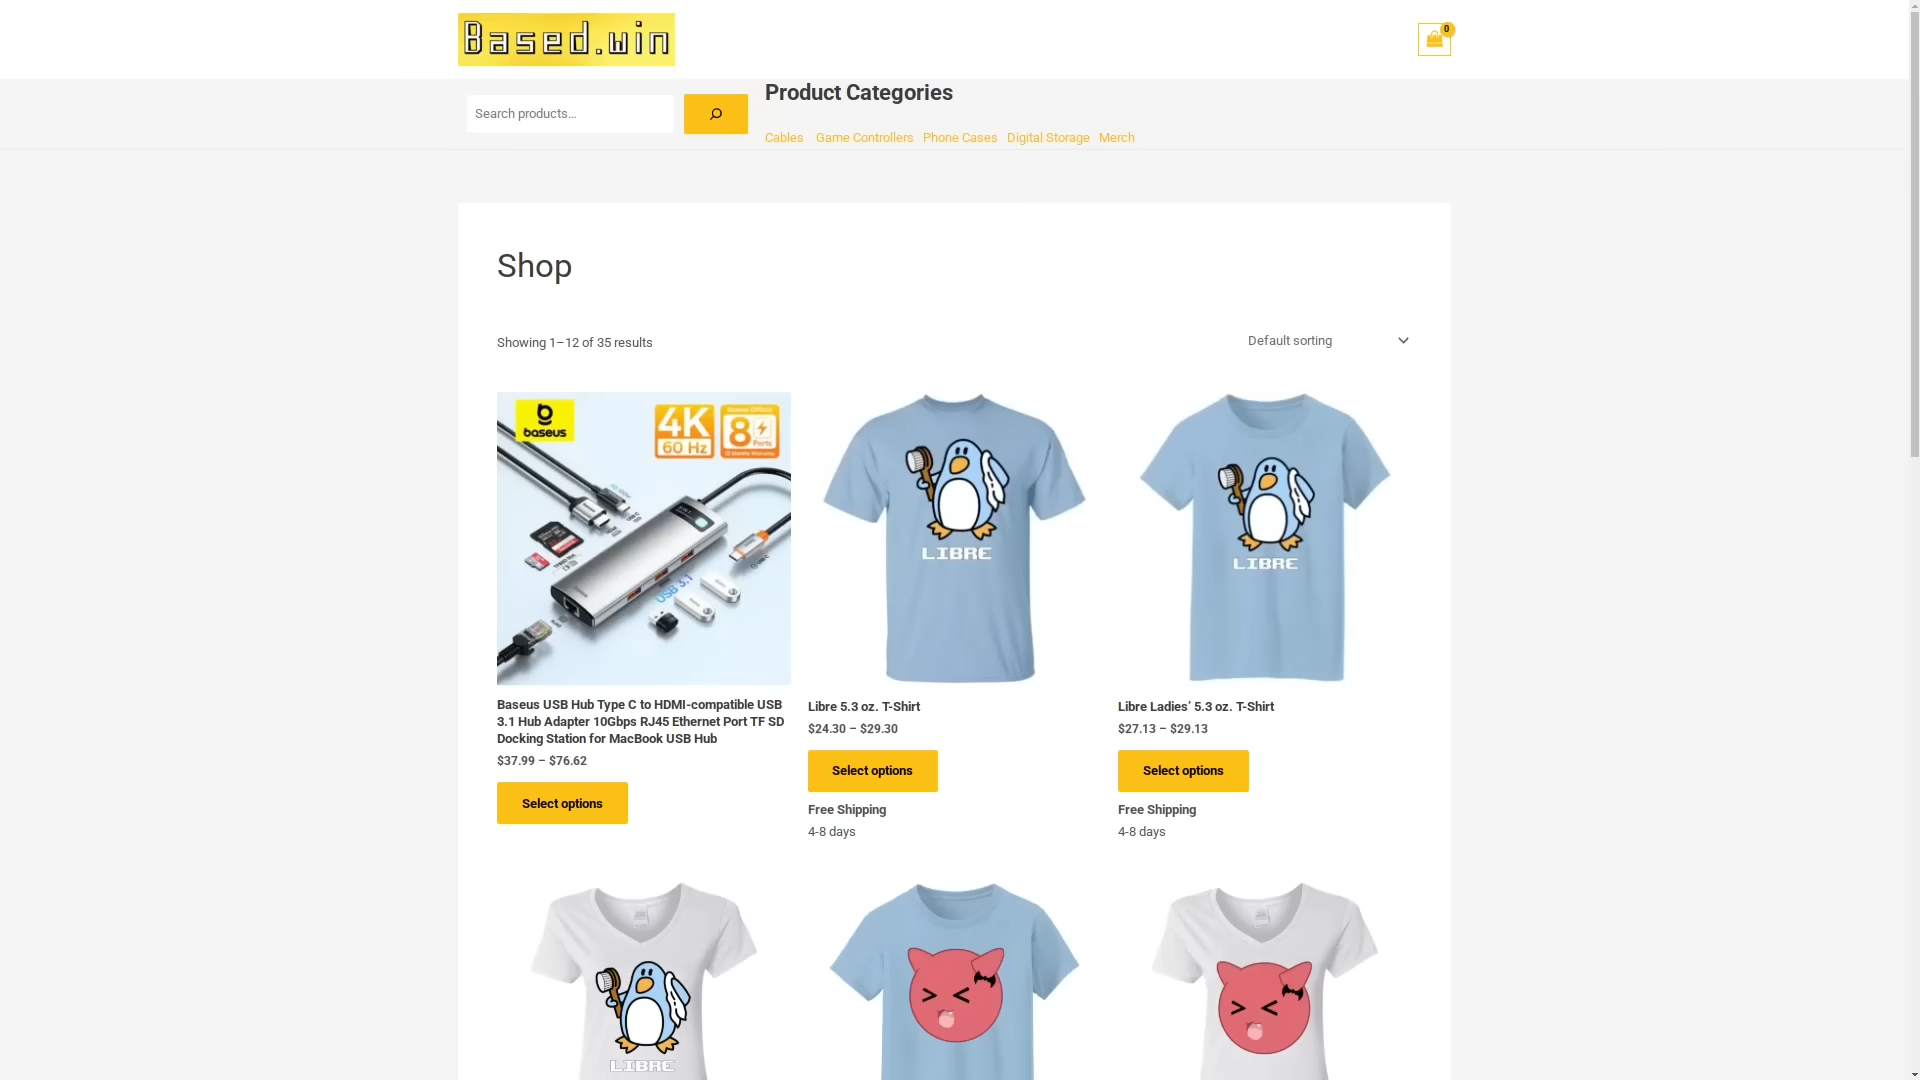 Based.win
0
Search products…
Product Categories
Cables Game Controllers Phone Cases Digital Storage Merch
Shop
Showing 1–12 of 35 results
Default sorting
baseus
4K
60 Hz
8
Ports
USB 3.1
LIBRE
LIBRE
Baseus USB Hub Type C to HDMI-compatible USB
3.1 Hub Adapter 10Gbps RJ45 Ethernet Port TF SD
Docking Station for MacBook USB Hub
$37.99 – $76.62
Select options
Libre 5.3 oz. T-Shirt
$24.30 – $29.30
Select options
Free Shipping
4-8 days
Libre Ladies’ 5.3 oz. T-Shirt
$27.13 – $29.13
Select options
Free Shipping
4-8 days
LIBRE